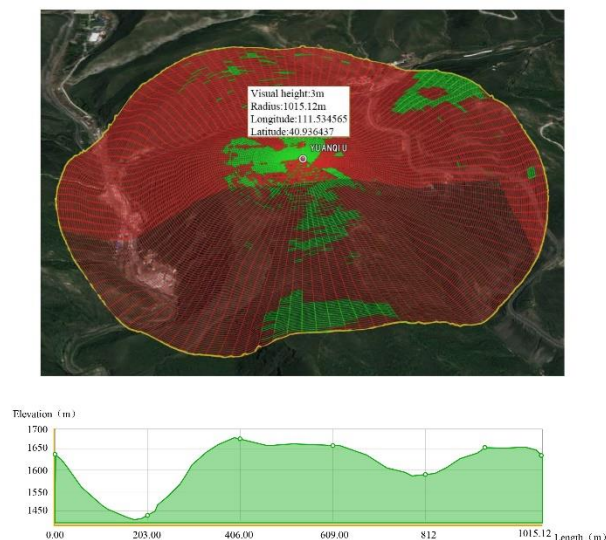 Visual height:3m
Radius:1015.12m
Longitude:111.534565
Latitude:40.936437
YUANQIU
Elevation（m）
1700
1650
1600
1550
1450
0.00 203.00 406.00 609.00 812 1015.12 Length（m）